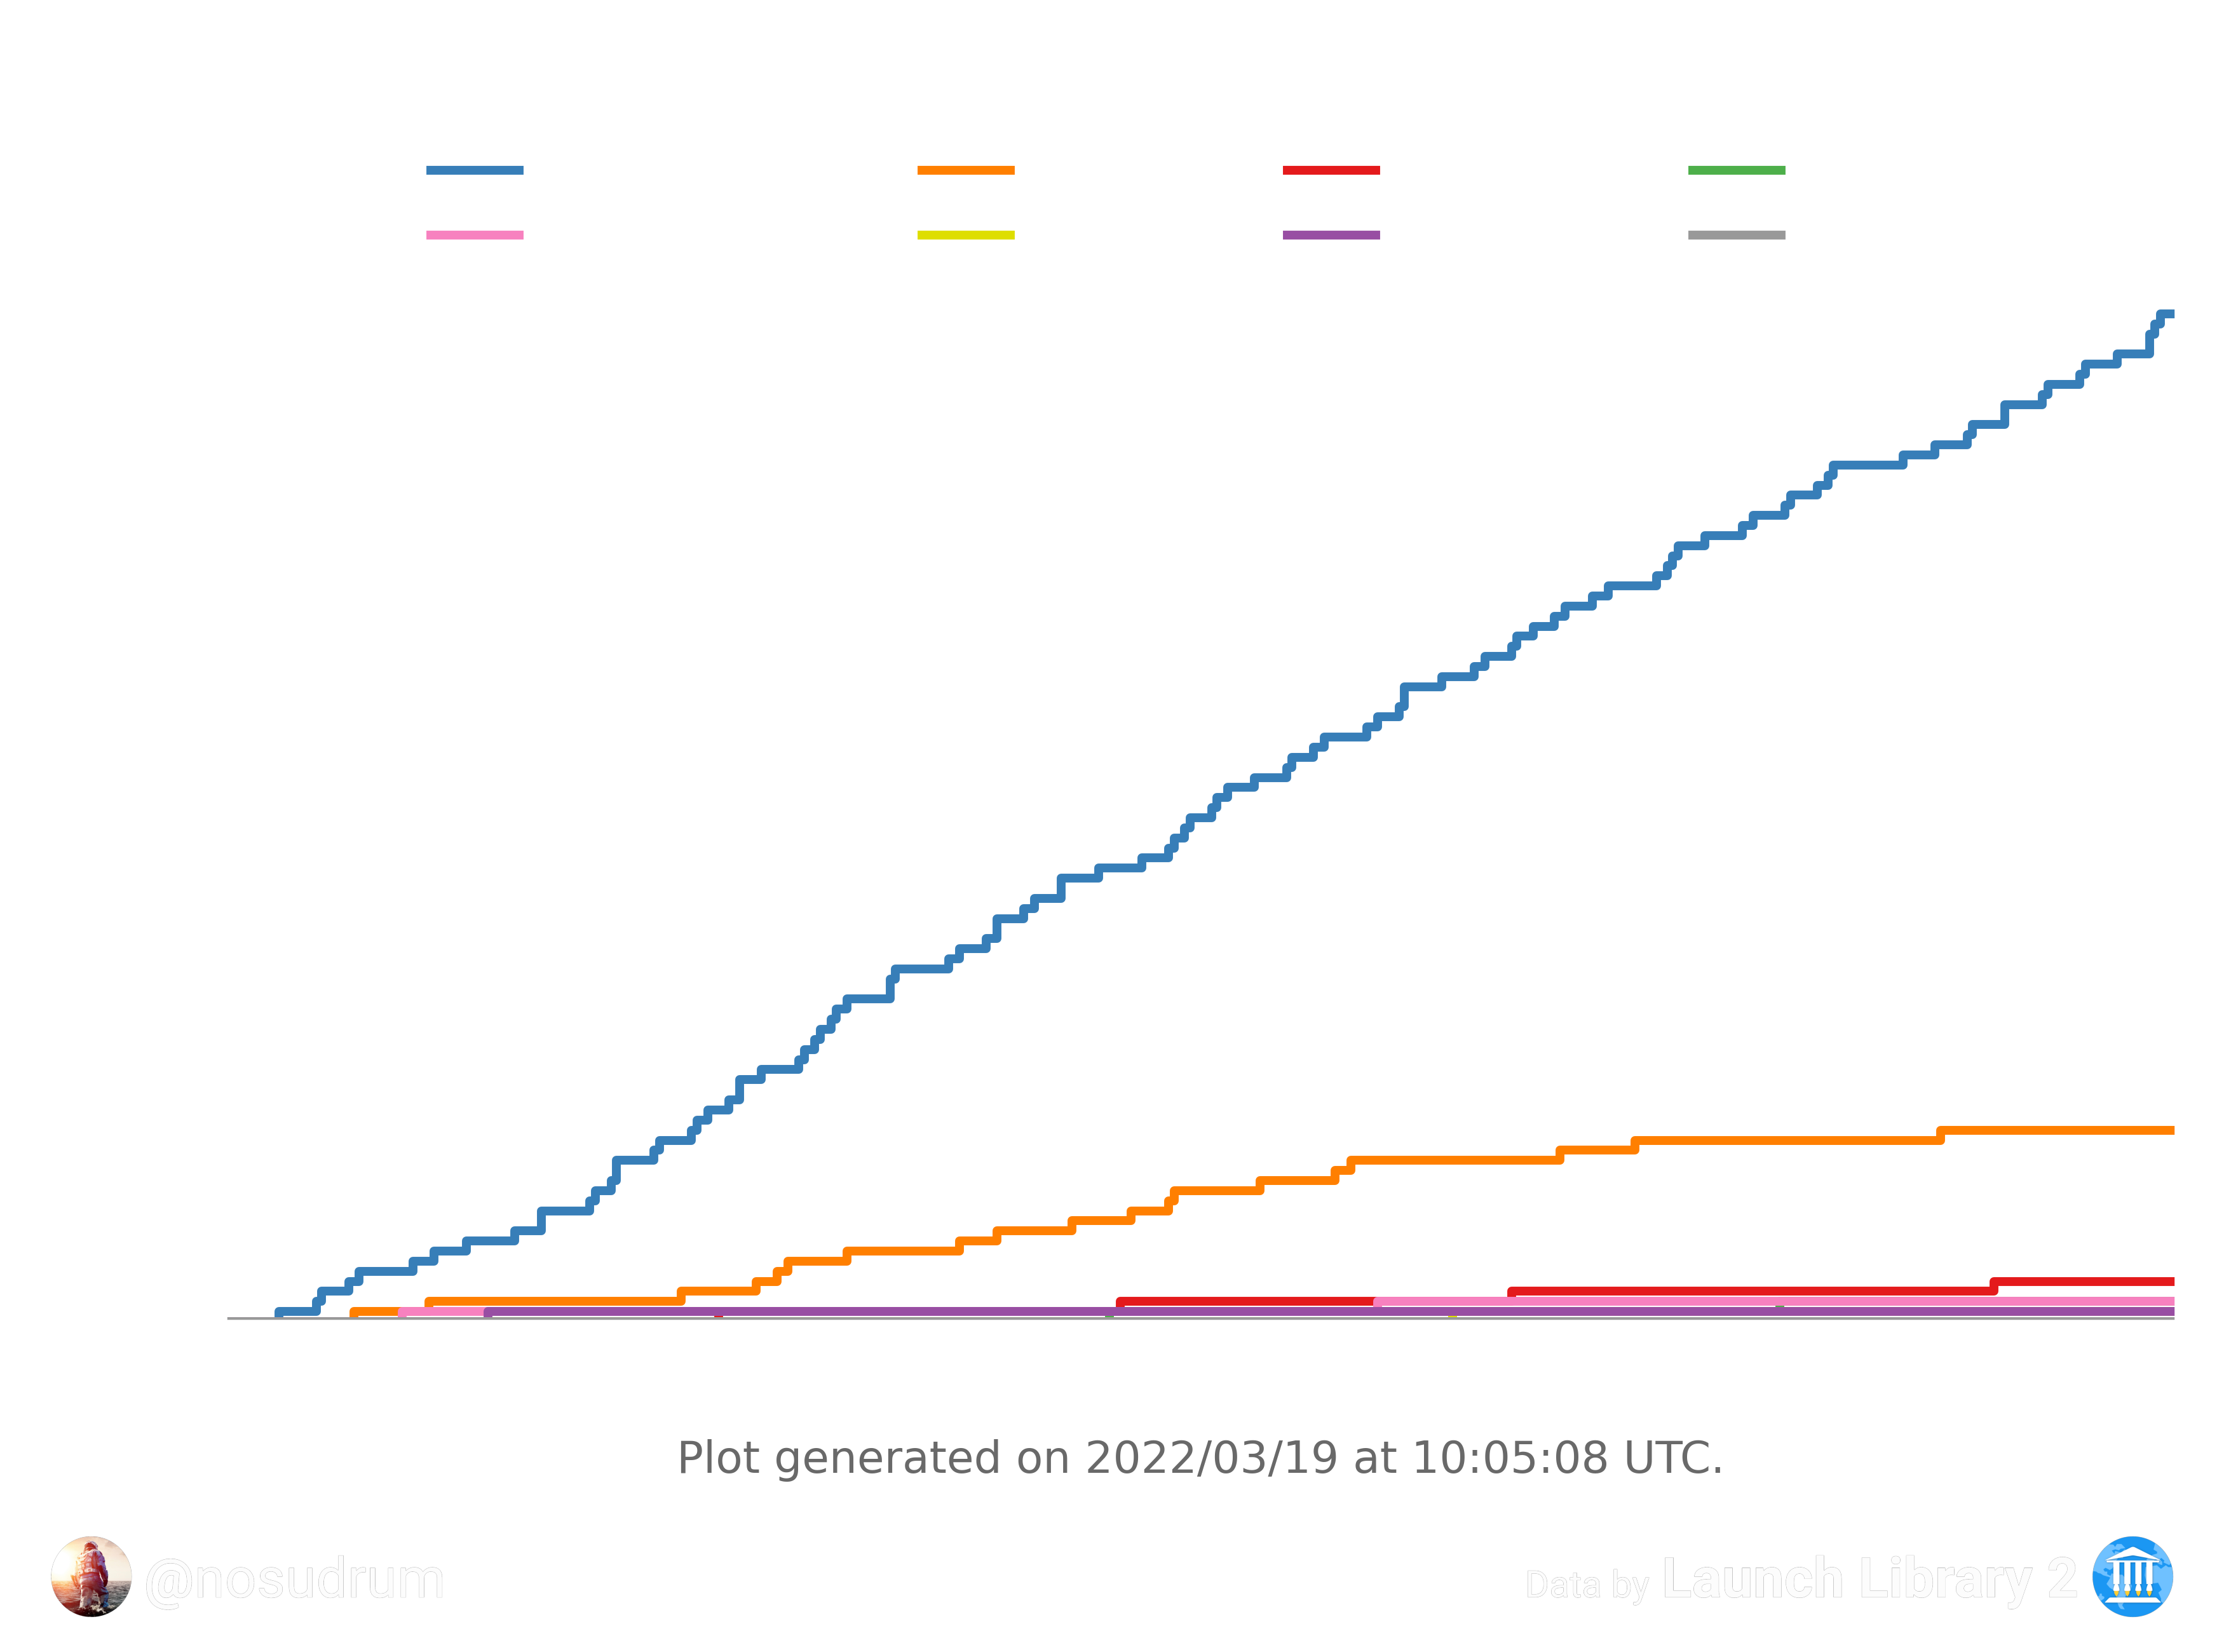 Plot generated on 2022/03/19 at 10:05:08 UTC.
@nosudrum
Data by Launch Library 2